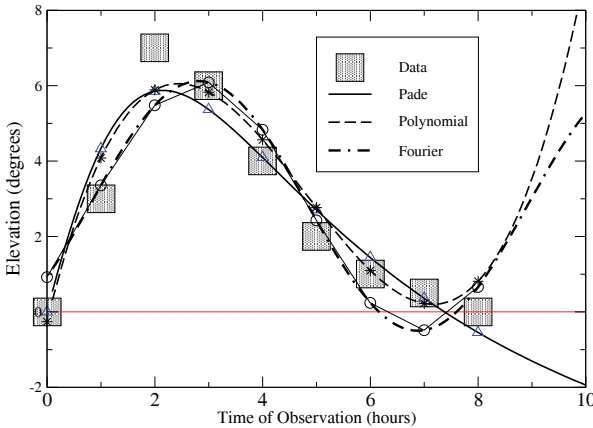 8
6
4
2
0
-2
Elevation (degrees)
Data
Pade
Polynomial
Fourier
0 2 4 6 8 10
Time of Observation (hours)